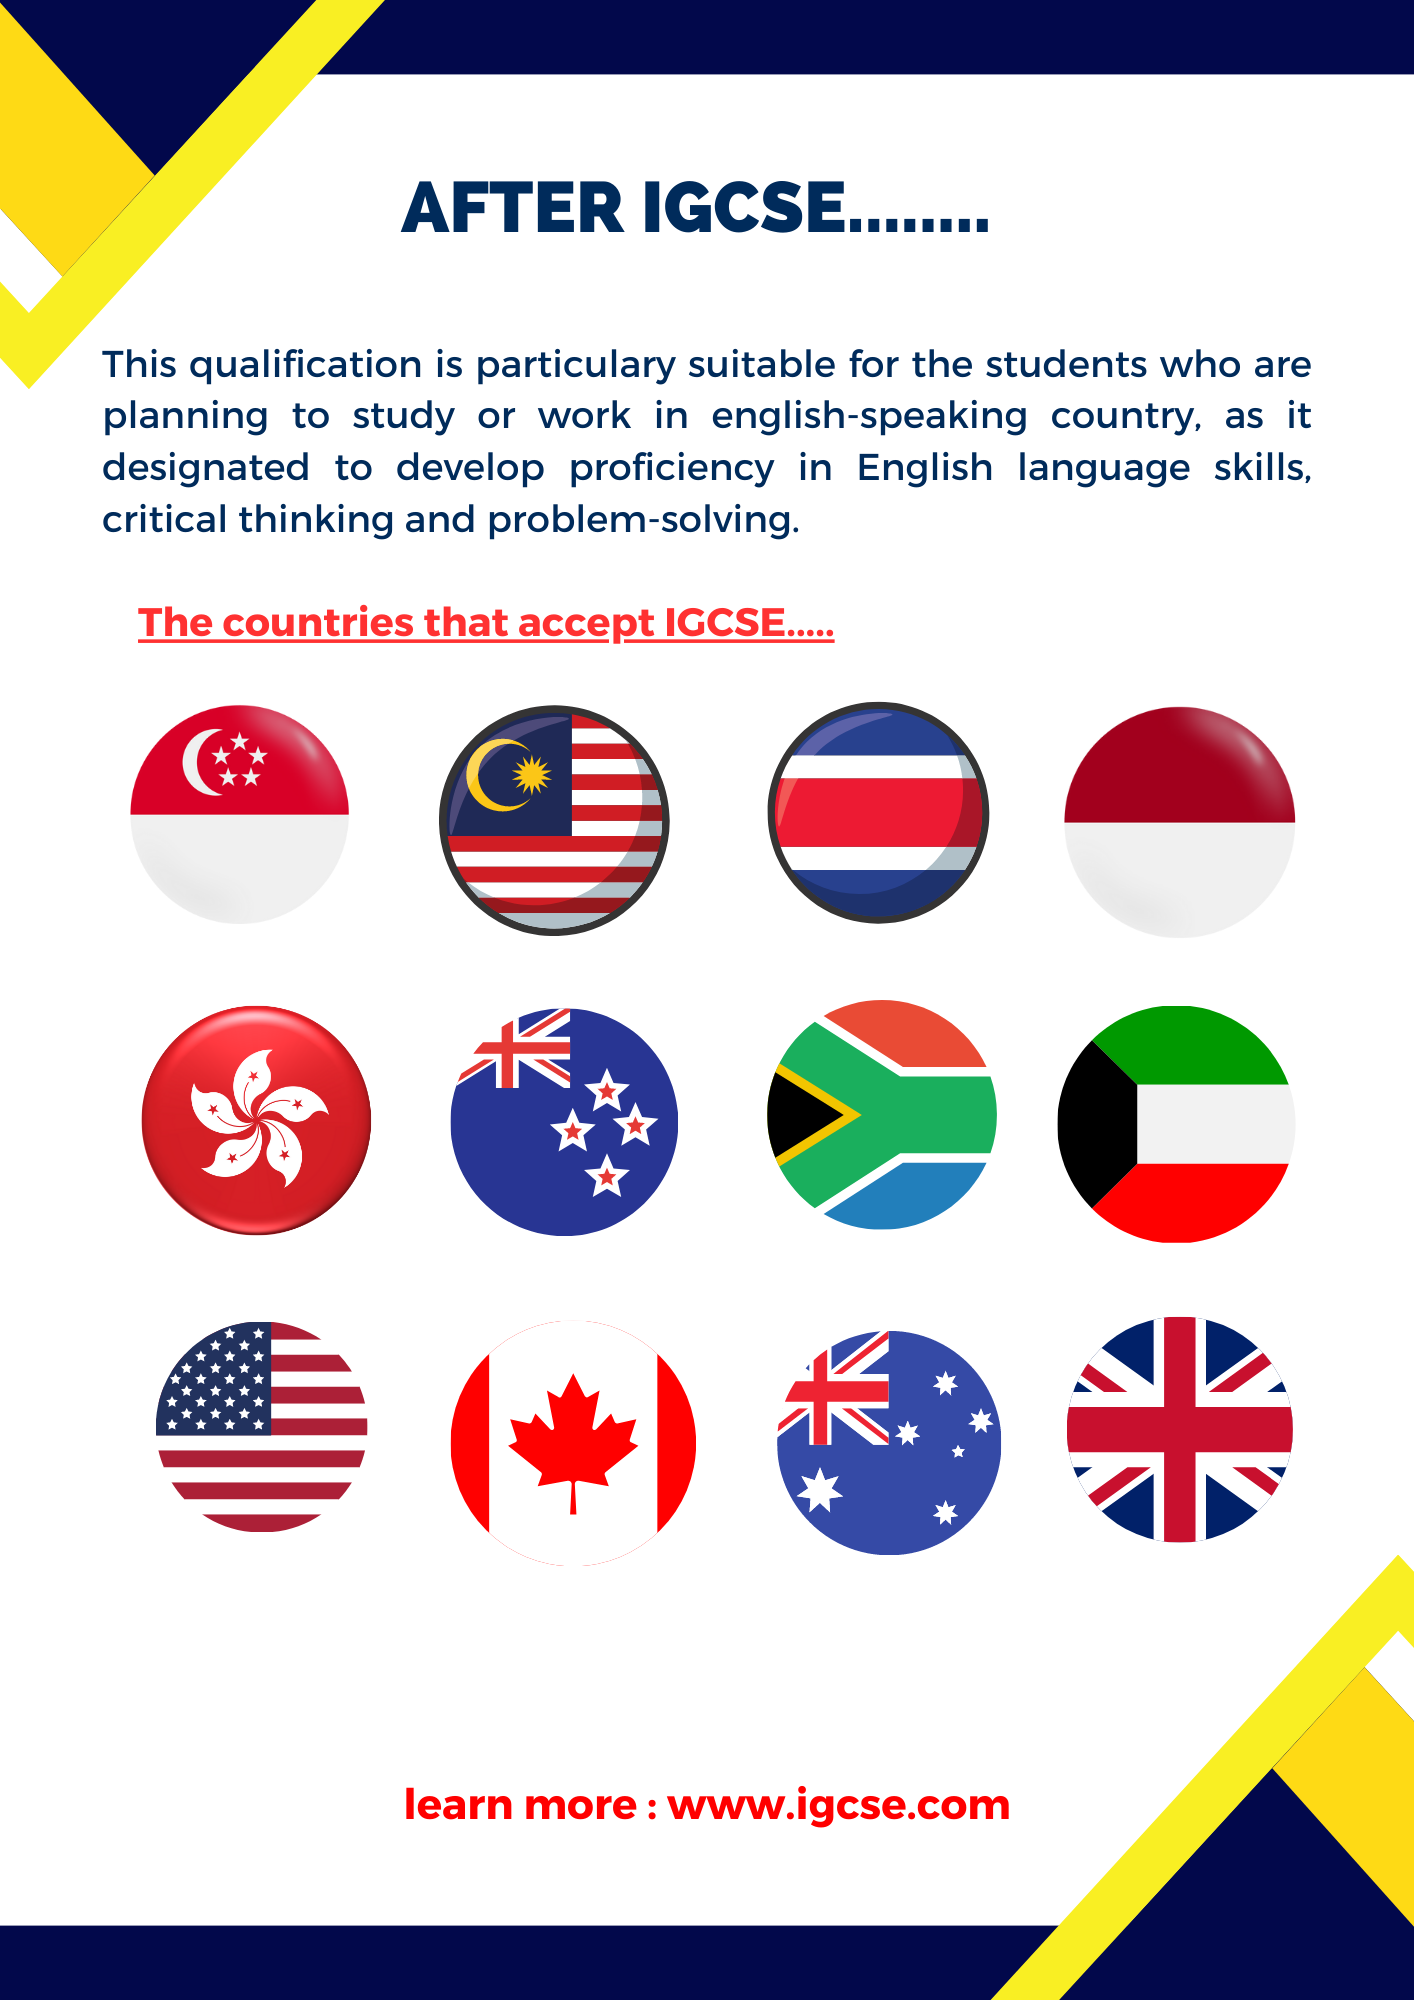 AFTER IGCSE........
This qualification is particulary suitable for the students who are
planning to study or work in english-speaking country, as it
designated to develop proficiency in English language skills,
critical thinking and problem-solving.
The countries that accept IGCSE.....
learn more : www.igcse.com